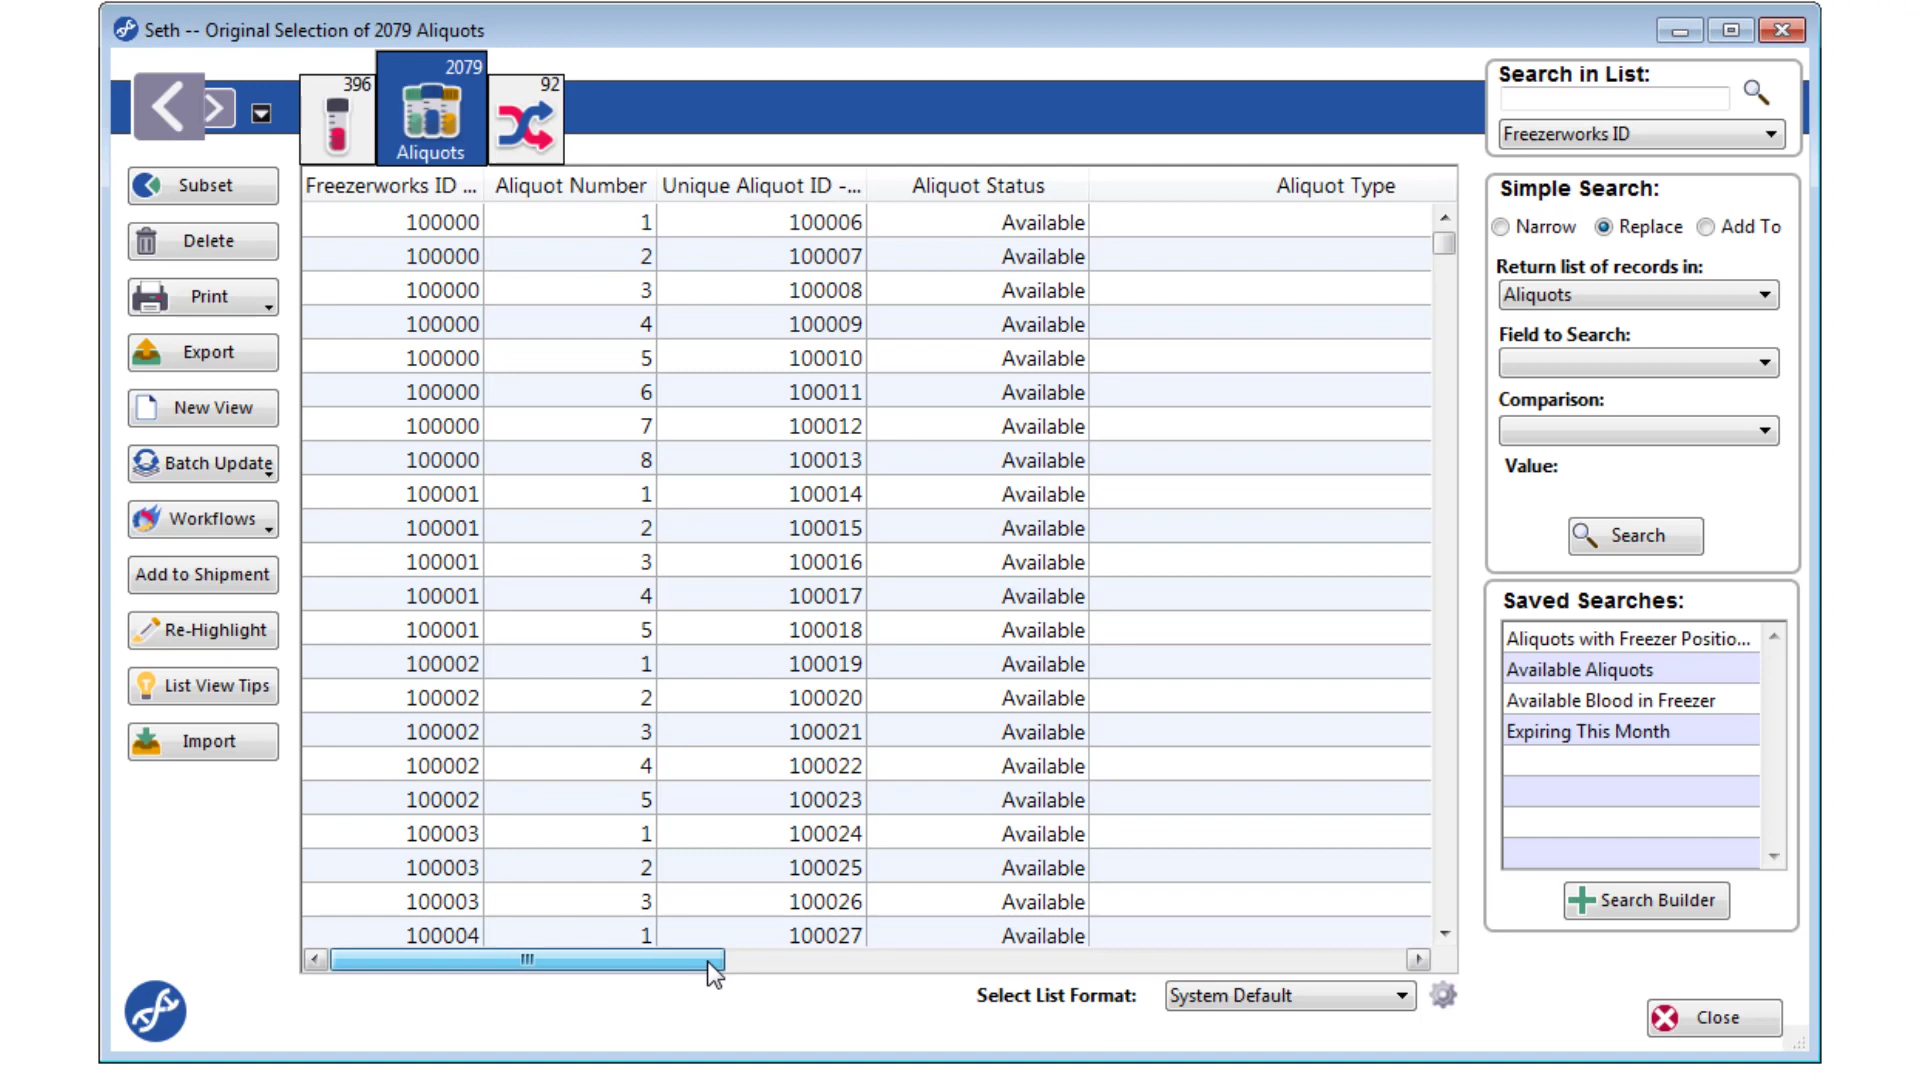 Seth -- Original Selection of 2079 Aliquots
396
2079
Aliquots
92
Search in List:
Freezerworks ID
Subset
Delete
Print
Export
New View
Batch Update
Workflows
Add to Shipment
Re-Highlight
List View Tips
Import
Freezerworks ID ... Aliquot Number Unique Aliquot ID -... Aliquot Status Aliquot Type
100000 1 100006 Available
100000 2 100007 Available
100000 3 100008 Available
100000 4 100009 Available
100000 5 100010 Available
100000 6 100011 Available
100000 7 100012 Available
100000 8 100013 Available
100001 1 100014 Available
100001 2 100015 Available
100001 3 100016 Available
100001 4 100017 Available
100001 5 100018 Available
100002 1 100019 Available
100002 2 100020 Available
100002 3 100021 Available
100002 4 100022 Available
100002 5 100023 Available
100003 1 100024 Available
100003 2 100025 Available
100003 3 100026 Available
100004 1 100027 Available
Select List Format: System Default
Simple Search:
Narrow Replace Add To
Return list of records in:
Aliquots
Field to Search:
Comparison:
Value:
Search
Saved Searches:
Aliquots with Freezer Positio...
Available Aliquots
Available Blood in Freezer
Expiring This Month
Search Builder
Close